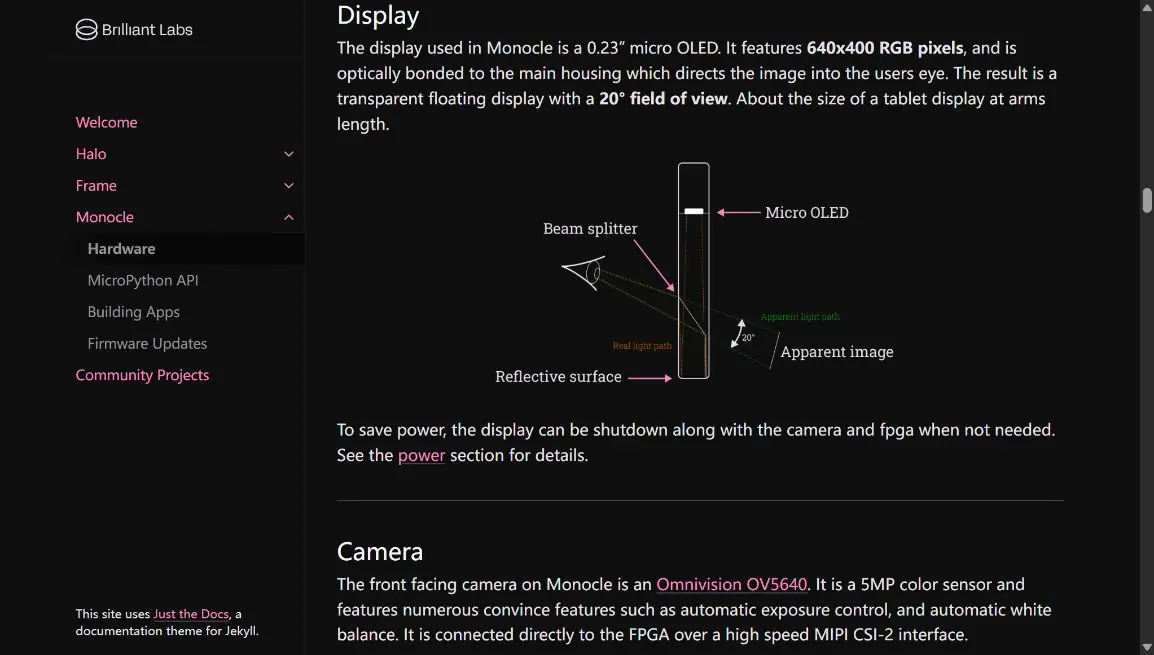 Brilliant Labs
Welcome
Halo
Frame
Monocle
Hardware
MicroPython API
Building Apps
Firmware Updates
Community Projects
This site uses Just the Docs, a
documentation theme for Jekyll.
Display
The display used in Monocle is a 0.23” micro OLED. It features 640x400 RGB pixels, and is
optically bonded to the main housing which directs the image into the users eye. The result is a
transparent floating display with a 20° field of view. About the size of a tablet display at arms
length.
Micro OLED
Beam splitter
Apparent light path
20°
Real light path
Apparent image
Reflective surface
To save power, the display can be shutdown along with the camera and fpga when not needed.
See the power section for details.
Camera
The front facing camera on Monocle is an Omnivision OV5640. It is a 5MP color sensor and
features numerous convince features such as automatic exposure control, and automatic white
balance. It is connected directly to the FPGA over a high speed MIPI CSI-2 interface.